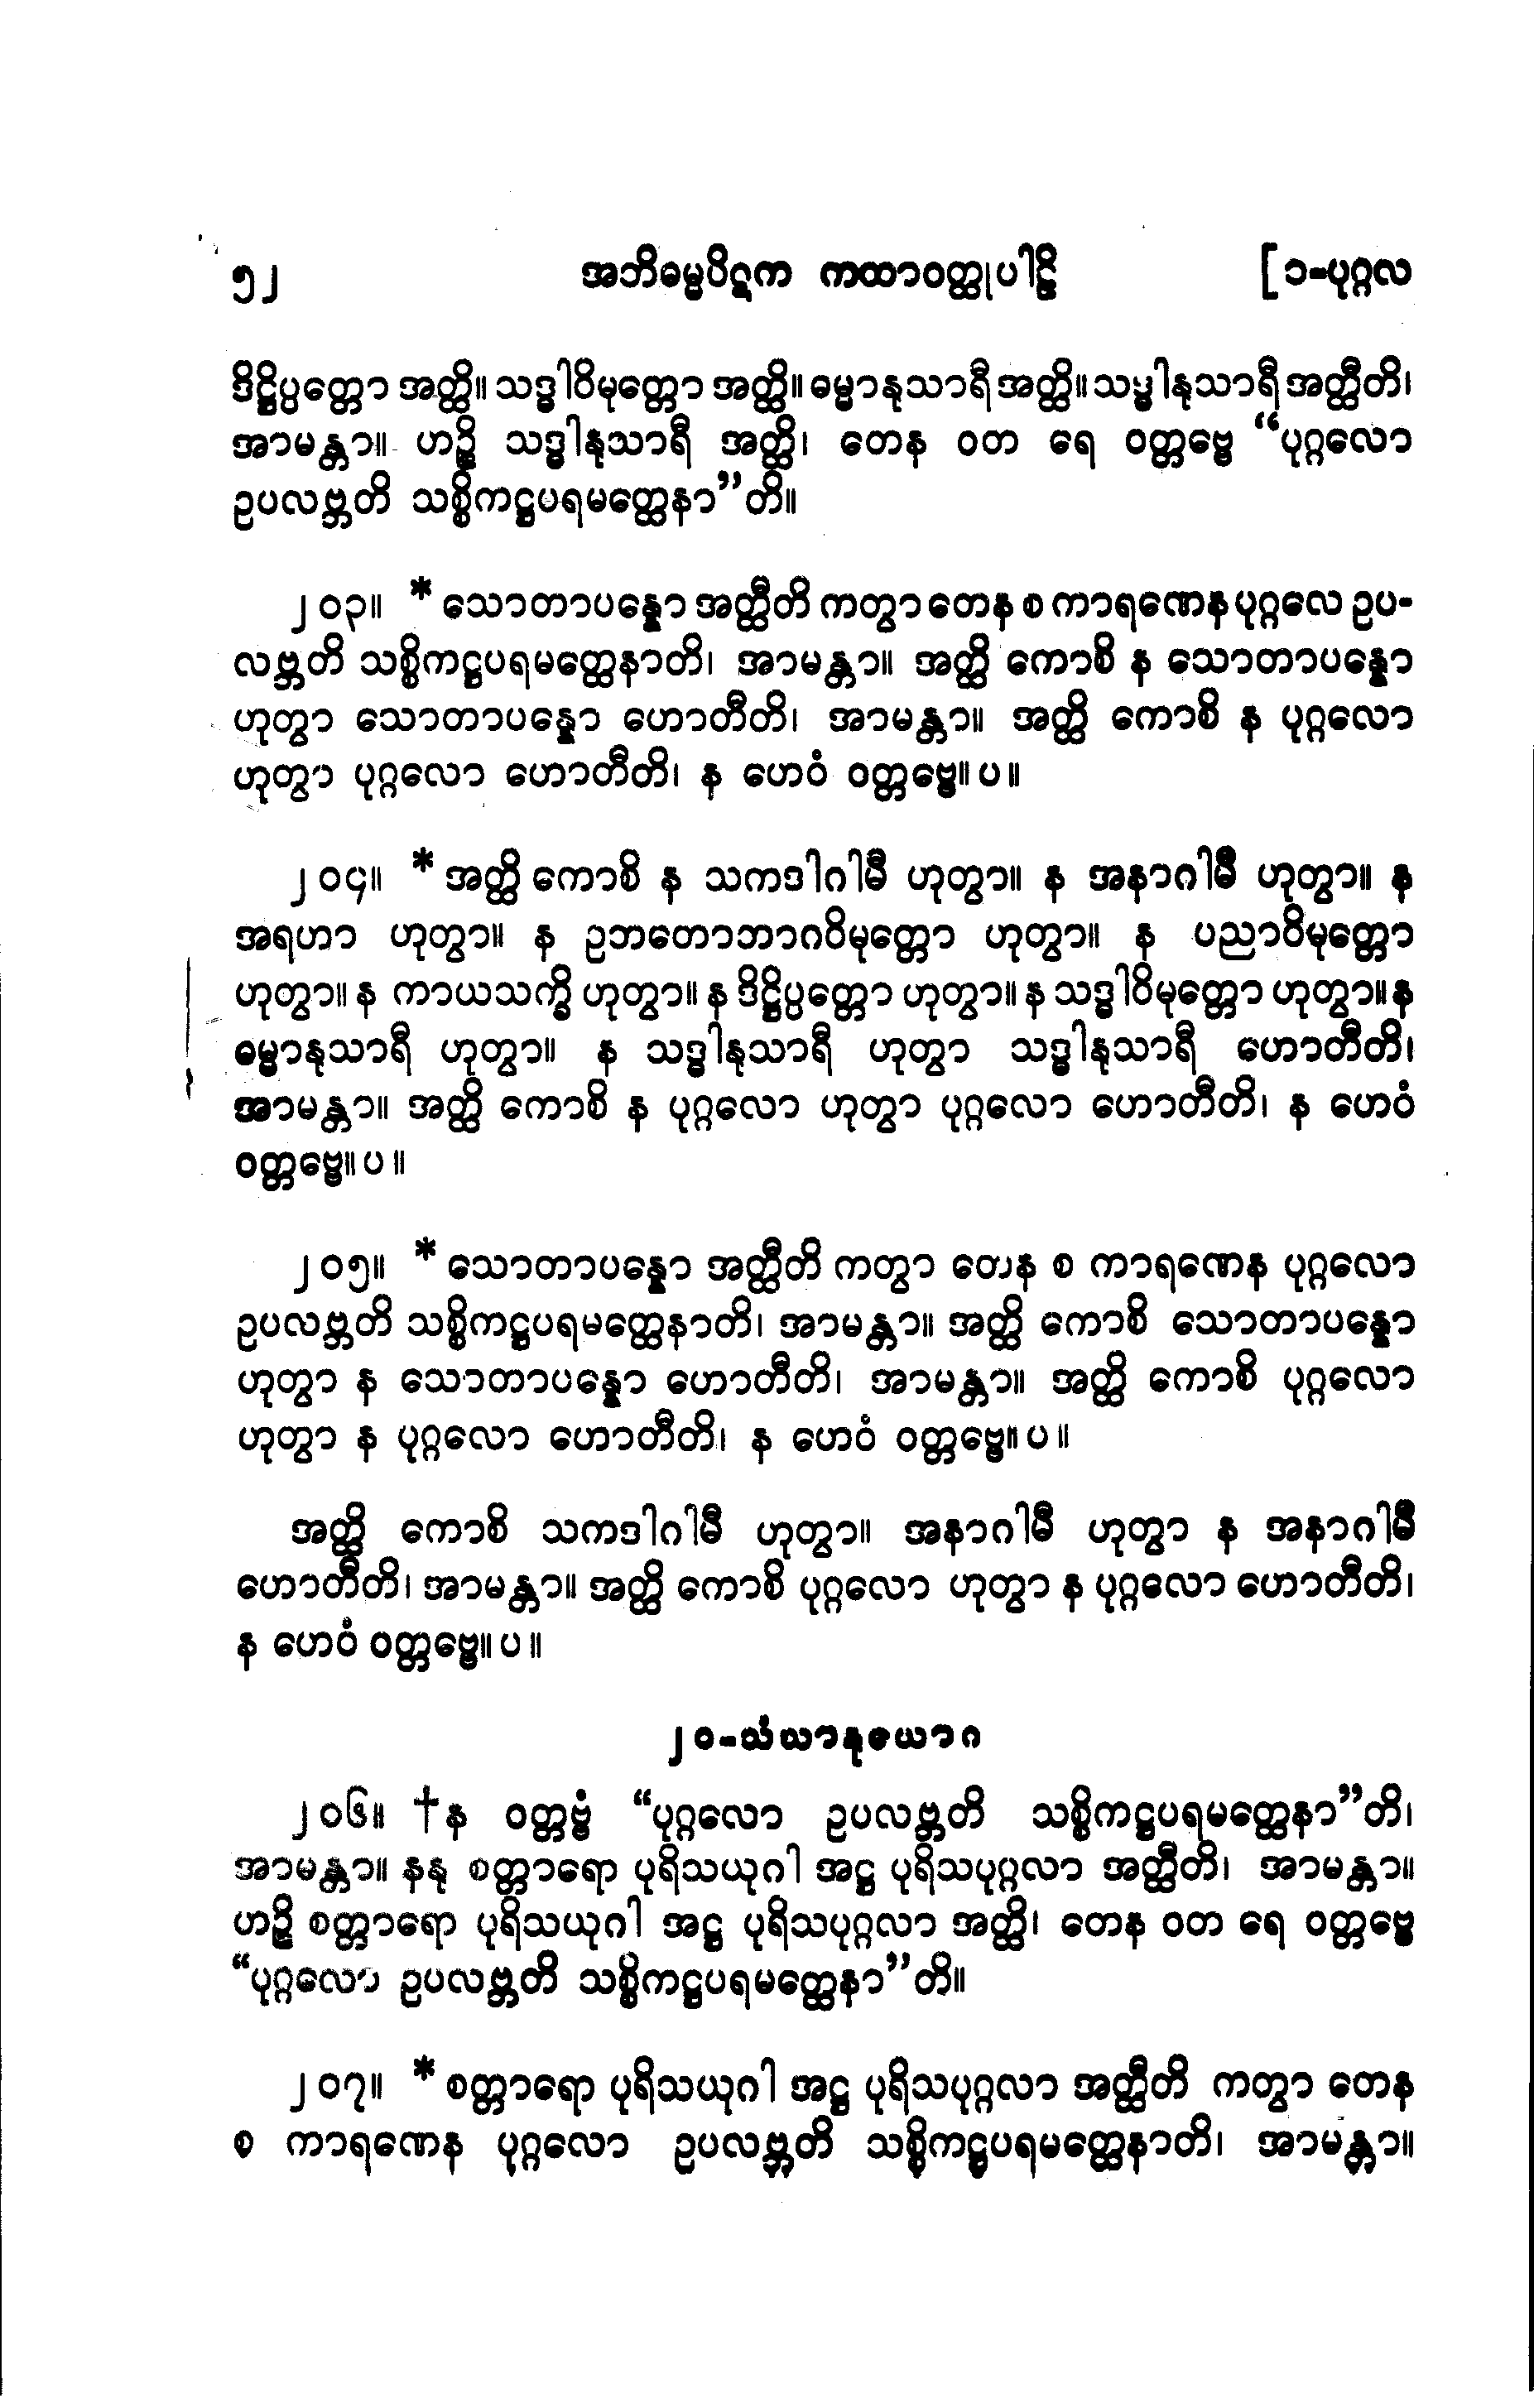 ၅၂ အဘိဓမ္မပိဋက ကထာဝတ္ထုပါဠိ [၁-ပုဂ္ဂလ
ဒိဋ္ဌိပ္ပတ္တော အတ္ထိ။ သဒ္ဓါဝိမုတ္တော အတ္ထိ။ ဓမ္မာနုသာရီ အတ္ထိ။ သဒ္ဓါနုသာရီ အတ္ထီတိ၊
အာမန္တာ။ ဟဉ္စိ သဒ္ဓါနုသာရီ အတ္ထိ၊ တေန ဝတ ရေ ဝတ္တဗ္ဗေ “ပုဂ္ဂလော
ဥပလဗ္ဘတိ သစ္စိကဋ္ဌပရမတ္ထေနာ”တိ။
၂၀၃။ * သောတာပန္နော အတ္ထီတိ ကတွာ တေန စ ကာရဏေန ပုဂ္ဂလေ ဥပ-
လဗ္ဘတိ သစ္စိကဋ္ဌပရမတ္ထေနာတိ၊ အာမန္တာ။ အတ္ထိ ကောစိ န သောတာပန္နော
ဟုတွာ သောတာပန္နော ဟောတီတိ၊ အာမန္တာ။ အတ္ထိ ကောစိ န ပုဂ္ဂလော
ဟုတွာ ပုဂ္ဂလော ဟောတီတိ၊ န ဟေဝံ ဝတ္တဗ္ဗေ။ ပ ။
၂၀၄။ * အတ္ထိ ကောစိ န သကဒါဂါမီ ဟုတွာ။ န အနာဂါမီ ဟုတွာ။ န
အရဟာ ဟုတွာ။ န ဥဘတောဘာဂဝိမုတ္တော ဟုတွာ။ န ပညာဝိမုတ္တော
ဟုတွာ။ န ကာယသက္ခိ ဟုတွာ။ န ဒိဋ္ဌိပ္ပတ္တော ဟုတွာ။ န သဒ္ဓါဝိမုတ္တော ဟုတွာ။ န
ဓမ္မာနုသာရီ ဟုတွာ။ န သဒ္ဓါနုသာရီ ဟုတွာ သဒ္ဓါနုသာရီ ဟောတီတိ၊
အာမန္တာ။ အတ္ထိ ကောစိ န ပုဂ္ဂလော ဟုတွာ ပုဂ္ဂလော ဟောတီတိ၊ န ဟေဝံ
ဝတ္တဗ္ဗေ။ ပ ။
၂၀၅။ * သောတာပန္နော အတ္ထီတိ ကတွာ တေန စ ကာရဏေန ပုဂ္ဂလော
ဥပလဗ္ဘတိ သစ္စိကဋ္ဌပရမတ္ထေနာတိ၊ အာမန္တာ။ အတ္ထိ ကောစိ သောတာပန္နော
ဟုတွာ န သောတာပန္နော ဟောတီတိ၊ အာမန္တာ။ အတ္ထိ ကောစိ ပုဂ္ဂလော
ဟုတွာ န ပုဂ္ဂလော ဟောတီတိ၊ န ဟေဝံ ဝတ္တဗ္ဗေ။ ပ ။
အတ္ထိ ကောစိ သကဒါဂါမီ ဟုတွာ။ အနာဂါမီ ဟုတွာ န အနာဂါမီ
ဟောတီတိ၊ အာမန္တာ။ အတ္ထိ ကောစိ ပုဂ္ဂလော ဟုတွာ န ပုဂ္ဂလော ဟောတီတိ၊
န ဟေဝံ ဝတ္တဗ္ဗေ။ ပ ။
၂၀-သံဃာနုယောဂ
၂၀၆။ †န ဝတ္တဗ္ဗံ “ပုဂ္ဂလော ဥပလဗ္ဘတိ သစ္စိကဋ္ဌပရမတ္ထေနာ”တိ၊
အာမန္တာ။ နနု စတ္တာရော ပုရိသယုဂါ အဋ္ဌ ပုရိသပုဂ္ဂလာ အတ္ထီတိ၊ အာမန္တာ။
ဟဉ္စိ စတ္တာရော ပုရိသယုဂါ အဋ္ဌ ပုရိသပုဂ္ဂလာ အတ္ထိ၊ တေန ဝတ ရေ ဝတ္တဗ္ဗေ
“ပုဂ္ဂလော ဥပလဗ္ဘတိ သစ္စိကဋ္ဌပရမတ္ထေနာ”တိ။
၂၀၇။ * စတ္တာရော ပုရိသယုဂါ အဋ္ဌ ပုရိသပုဂ္ဂလာ အတ္ထီတိ ကတွာ တေန
စ ကာရဏေန ပုဂ္ဂလော ဥပလဗ္ဘတိ သစ္စိကဋ္ဌပရမတ္ထေနာတိ၊ အာမန္တာ။